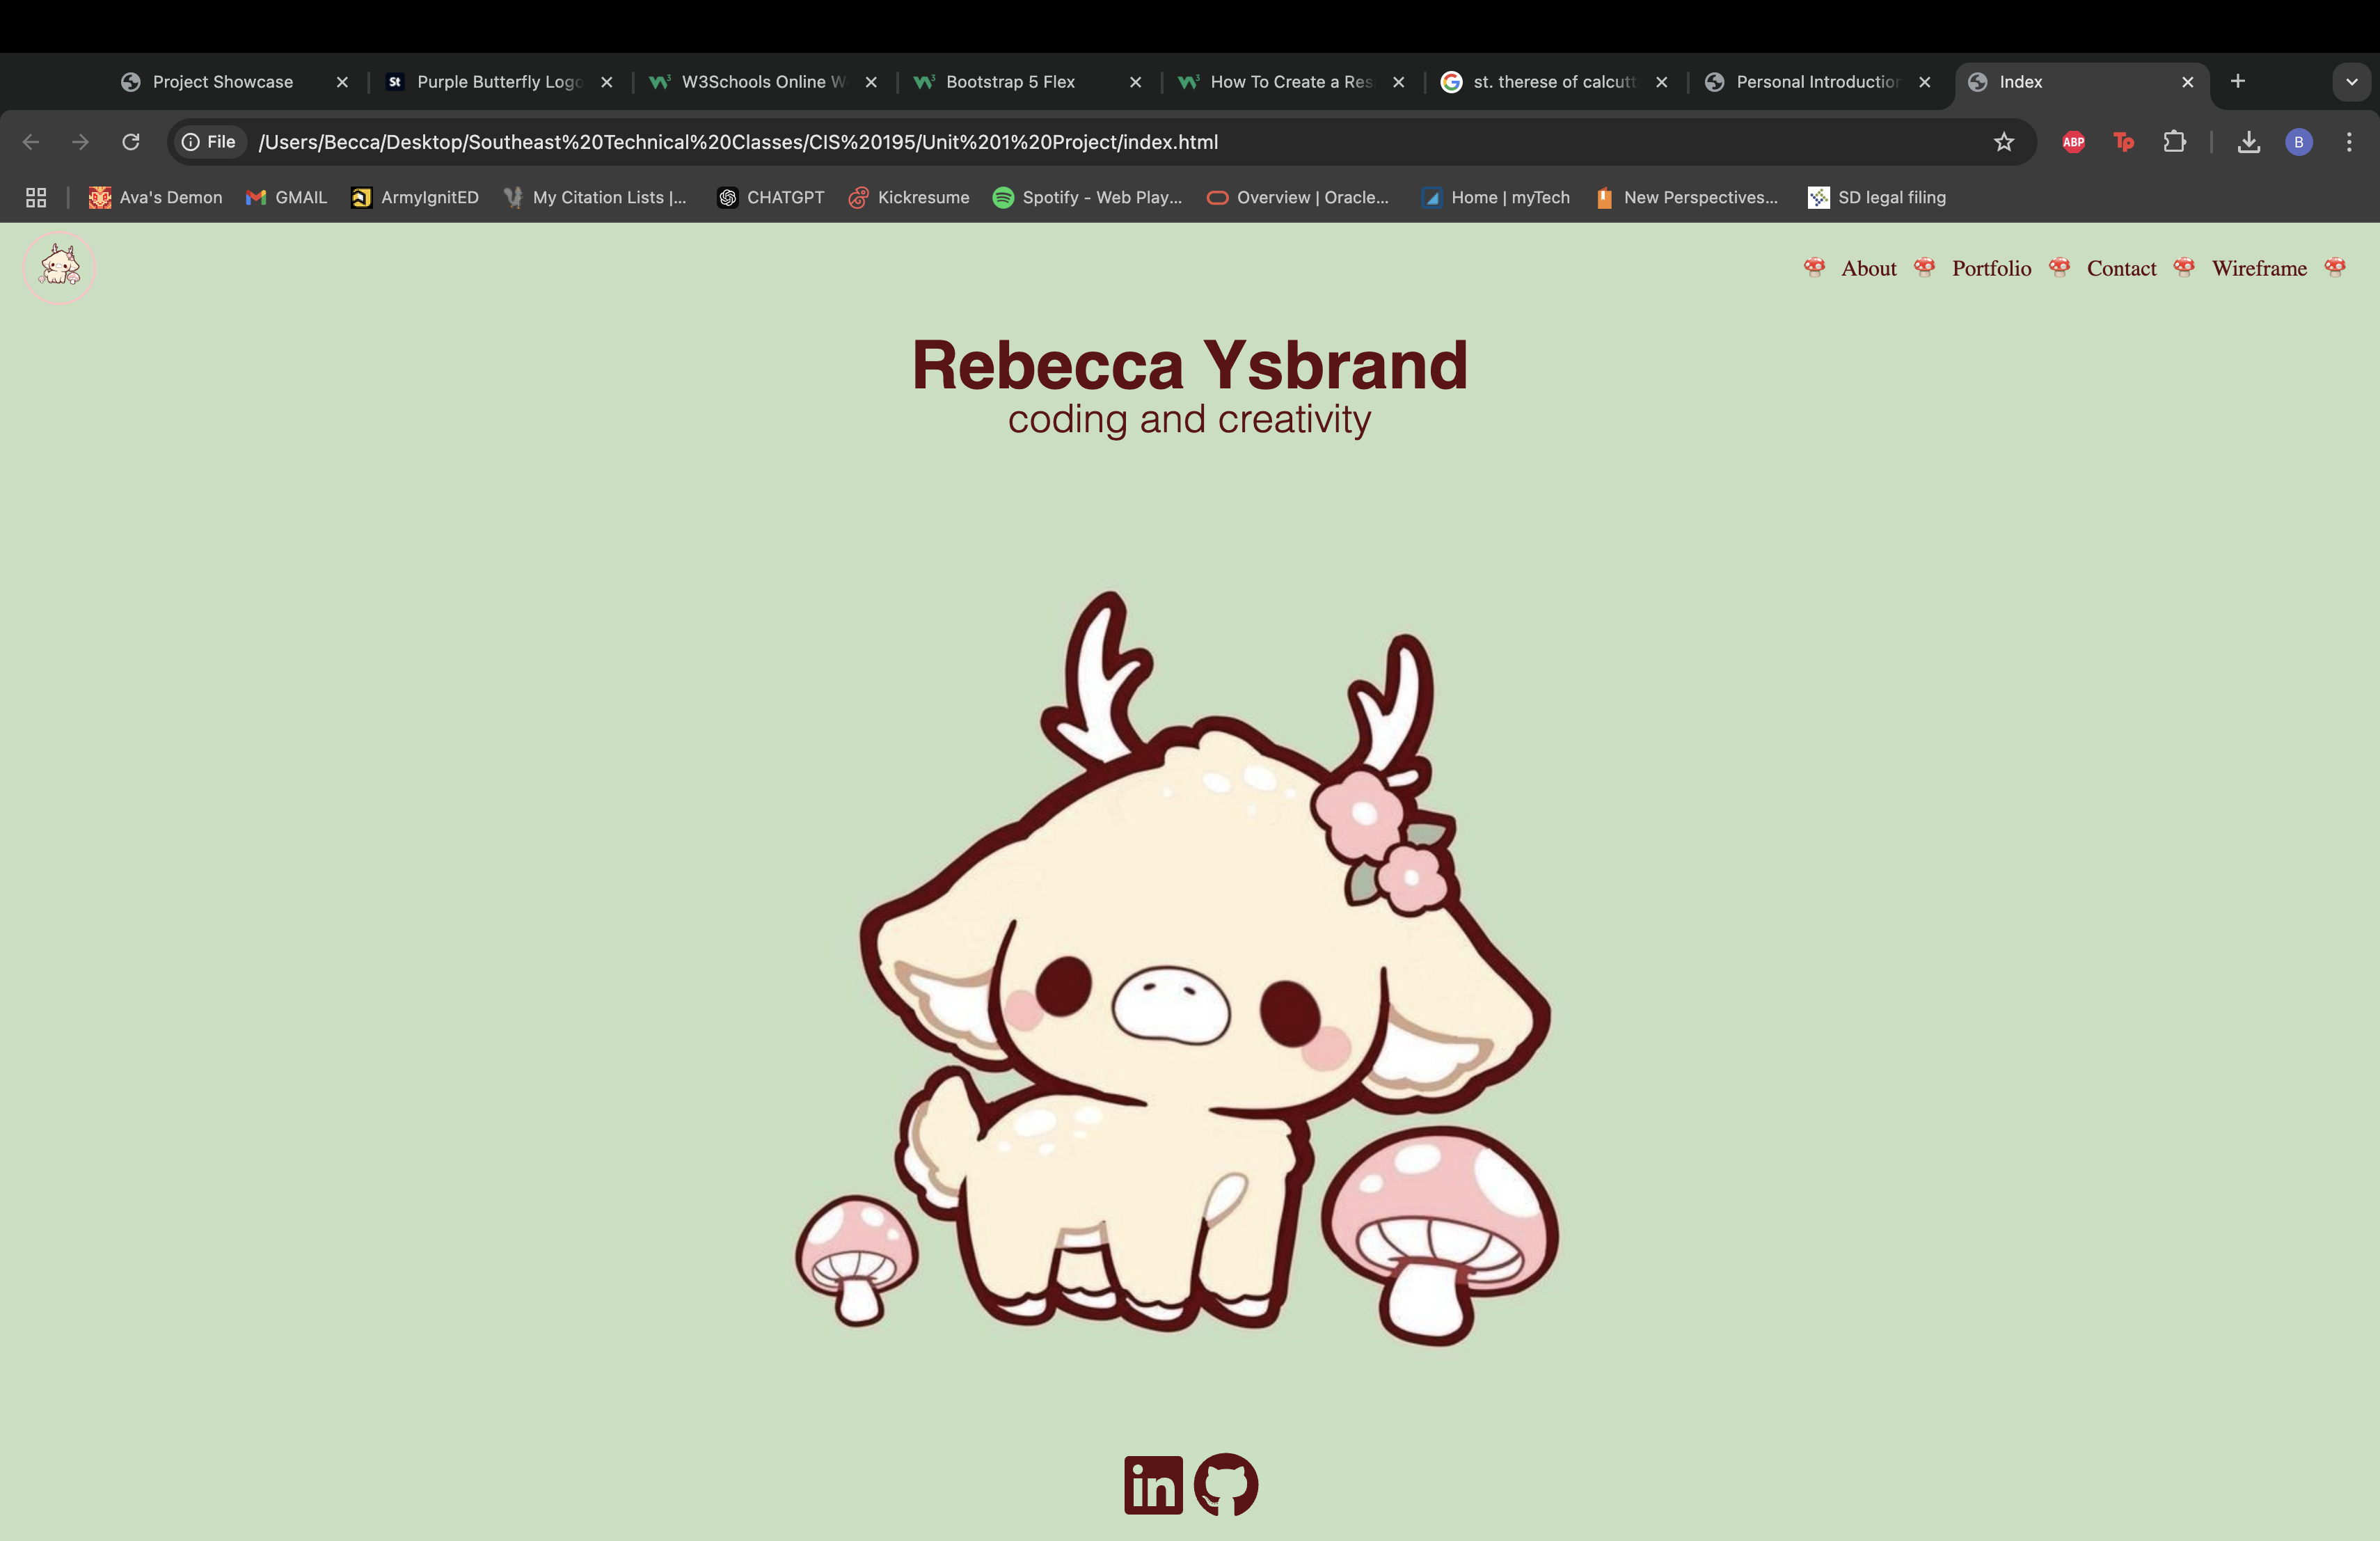 Project Showcase
St
Purple Butterfly Logo
W3Schools Online W
Bootstrap 5 Flex
How To Create a Res
st. therese of calcutt
Personal Introduction
Index
File
/Users/Becca/Desktop/Southeast%20Technical%20Classes/CIS%20195/Unit%201%20Project/index.html
ABP
Tp
B
Ava's Demon
GMAIL
ArmyIgnitED
My Citation Lists |...
CHATGPT
Kickresume
Spotify - Web Play...
Overview | Oracle...
Home | myTech
New Perspectives...
SD legal filing
About
Portfolio
Contact
Wireframe
Rebecca Ysbrand
coding and creativity
in